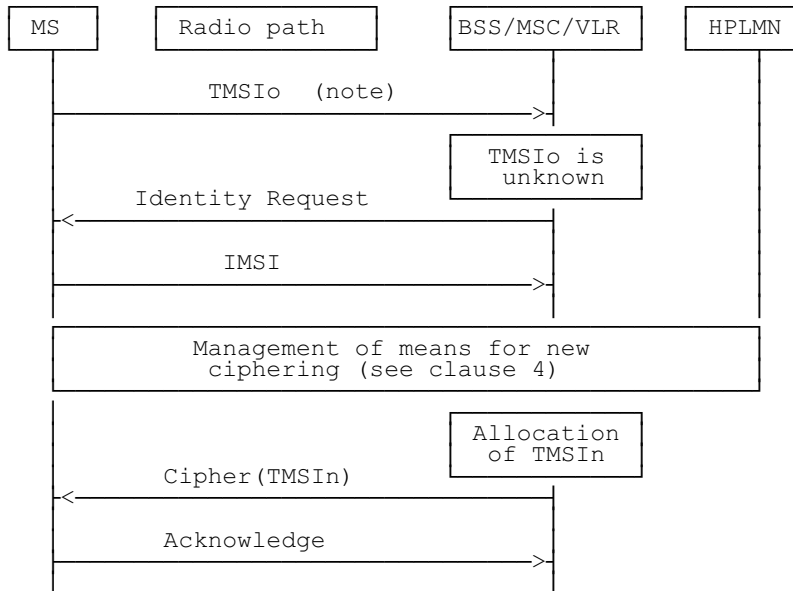 MS Radio path BSS/MSC/VLR HPLMN
TMSIo (note)
TMSIo is
unknown
Identity Request
IMSI
Management of means for new
ciphering (see clause 4)
Allocation
of TMSIn
Cipher(TMSIn)
Acknowledge